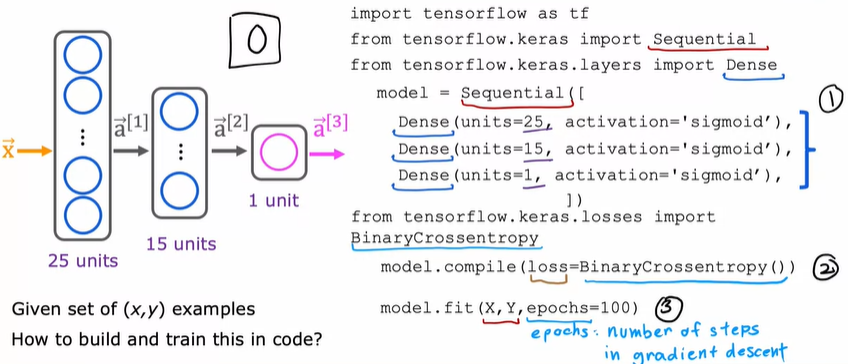 x⃗
a⃗[1]
a⃗[2]
a⃗[3]
0
25 units
15 units
1 unit
Given set of (x,y) examples
How to build and train this in code?
import tensorflow as tf
from tensorflow.keras import Sequential
from tensorflow.keras.layers import Dense
model = Sequential([
Dense(units=25, activation='sigmoid'),
Dense(units=15, activation='sigmoid'),
Dense(units=1, activation='sigmoid'),
])
①
from tensorflow.keras.losses import
BinaryCrossentropy
model.compile(loss=BinaryCrossentropy()) ②
model.fit(X,Y,epochs=100) ③
epochs: number of steps
in gradient descent